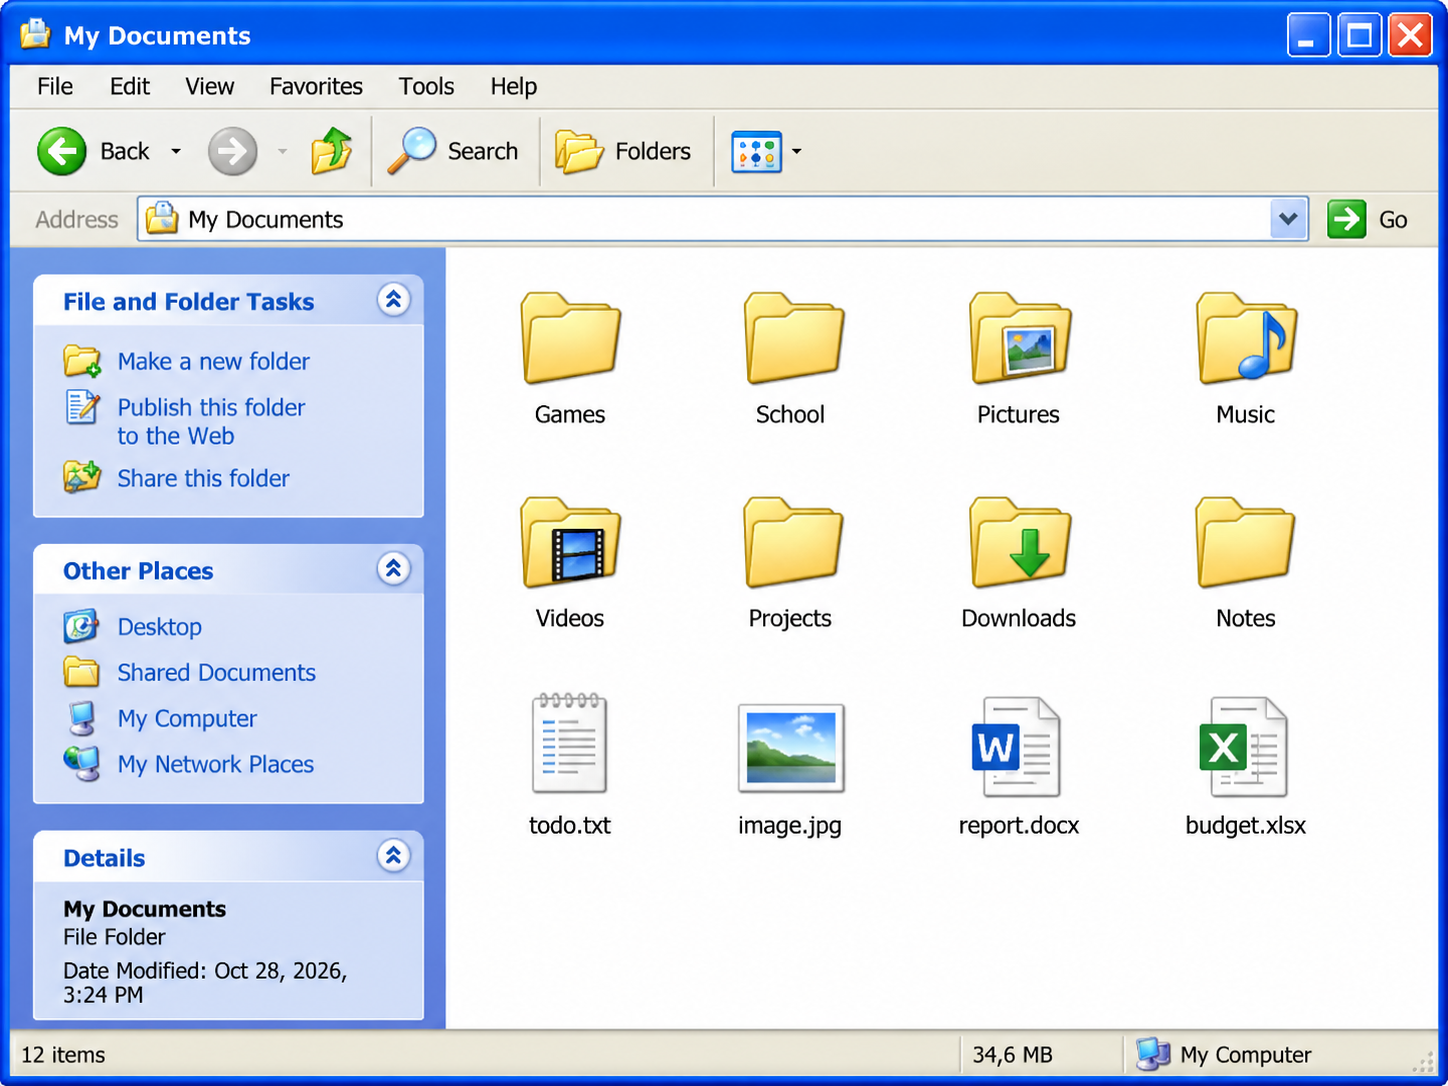 My Documents
File Edit View Favorites Tools Help
Back Search Folders
Address My Documents Go
File and Folder Tasks
Make a new folder
Publish this folder
to the Web
Share this folder
Other Places
Desktop
Shared Documents
My Computer
My Network Places
Details
My Documents
File Folder
Date Modified: Oct 28, 2026,
3:24 PM
Games School Pictures Music
Videos Projects Downloads Notes
W X
todo.txt image.jpg report.docx budget.xlsx
12 items 34,6 MB My Computer